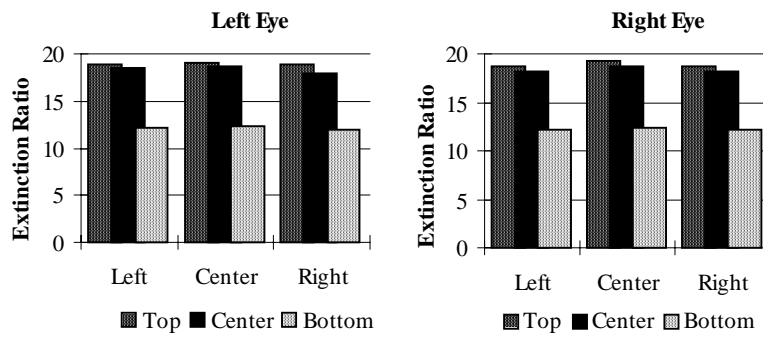 Left Eye
Extinction Ratio
20
15
10
5
0
Left Center Right
Top Center Bottom
Right Eye
Extinction Ratio
20
15
10
5
0
Left Center Right
Top Center Bottom